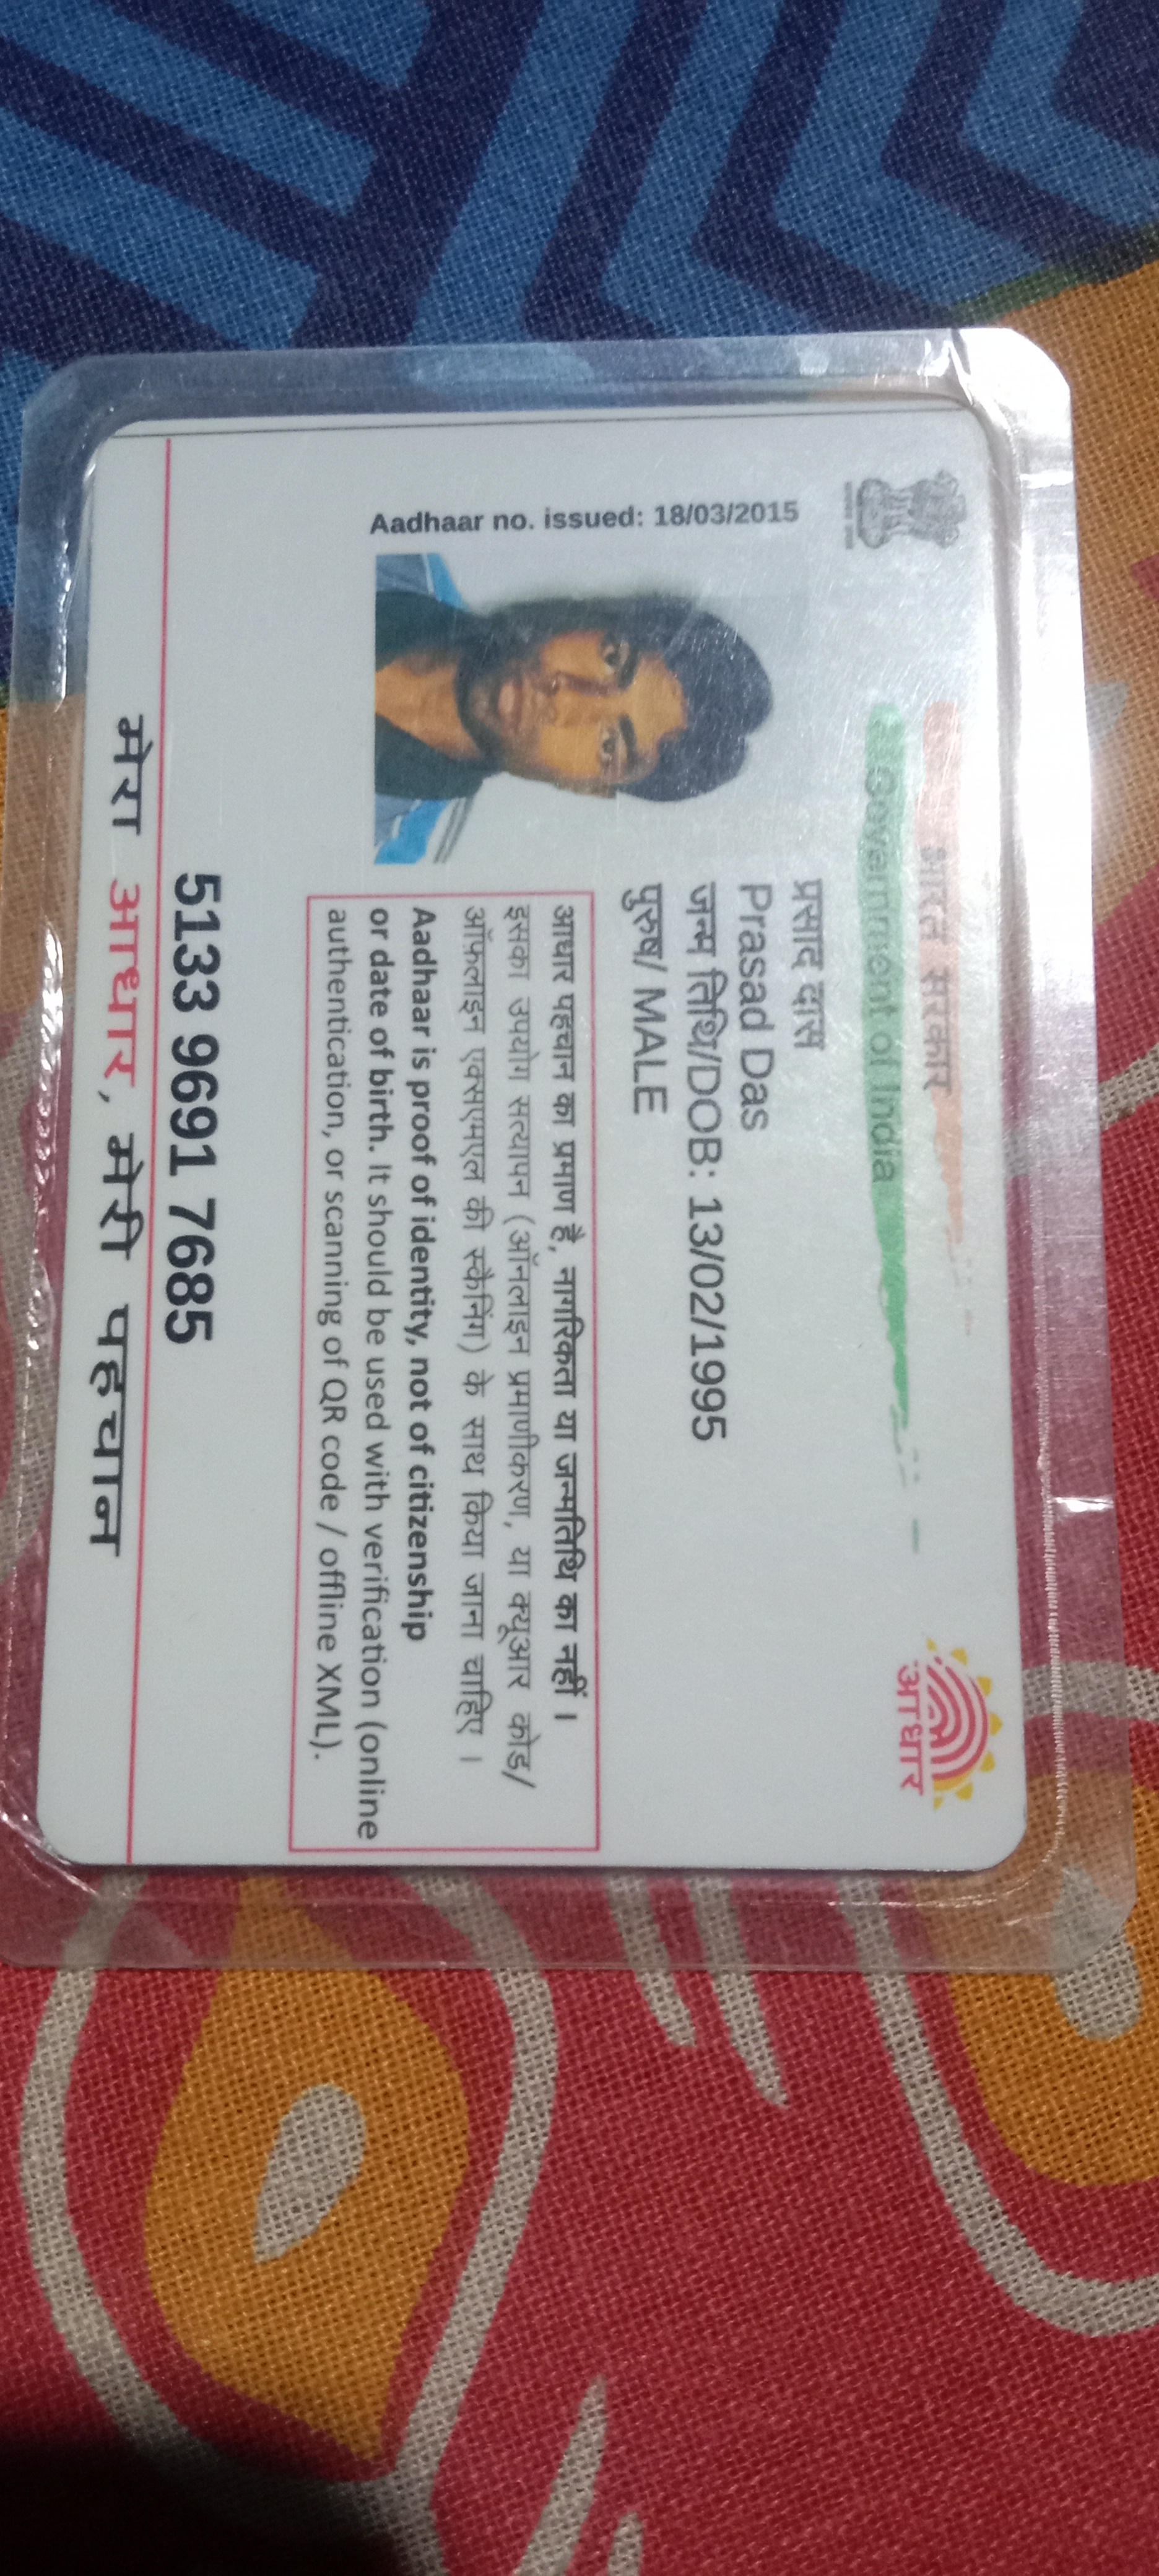 भारत सरकार
Government of India
आधार
Aadhaar no. issued: 18/03/2015
प्रसाद दास
Prasad Das
जन्म तिथि/DOB: 13/02/1995
पुरुष/ MALE
आधार पहचान का प्रमाण है, नागरिकता या जन्मतिथि का नहीं ।
इसका उपयोग सत्यापन (ऑनलाइन प्रमाणीकरण, या क्यूआर कोड/
ऑफलाइन एक्सएमएल की स्कैनिंग) के साथ किया जाना चाहिए ।
Aadhaar is proof of identity, not of citizenship
or date of birth. It should be used with verification (online
authentication, or scanning of QR code / offline XML).
5133 9691 7685
मेरा आधार, मेरी पहचान